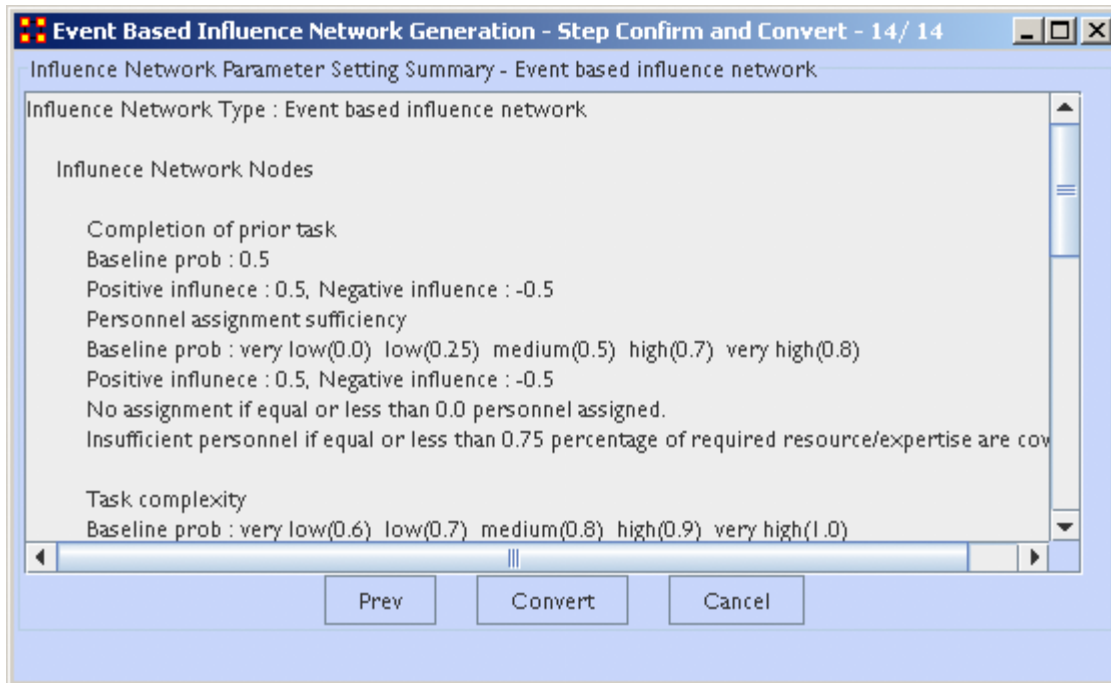 Event Based Influence Network Generation - Step Confirm and Convert - 14/ 14
Influence Network Parameter Setting Summary - Event based influence network
Influence Network Type : Event based influence network
Influnece Network Nodes
Completion of prior task
Baseline prob : 0.5
Positive influnece : 0.5, Negative influence : -0.5
Personnel assignment sufficiency
Baseline prob : very low(0.0) low(0.25) medium(0.5) high(0.7) very high(0.8)
Positive influnece : 0.5, Negative influence : -0.5
No assignment if equal or less than 0.0 personnel assigned.
Insufficient personnel if equal or less than 0.75 percentage of required resource/expertise are cov
Task complexity
Baseline prob : very low(0.6) low(0.7) medium(0.8) high(0.9) very high(1.0)
Prev Convert Cancel